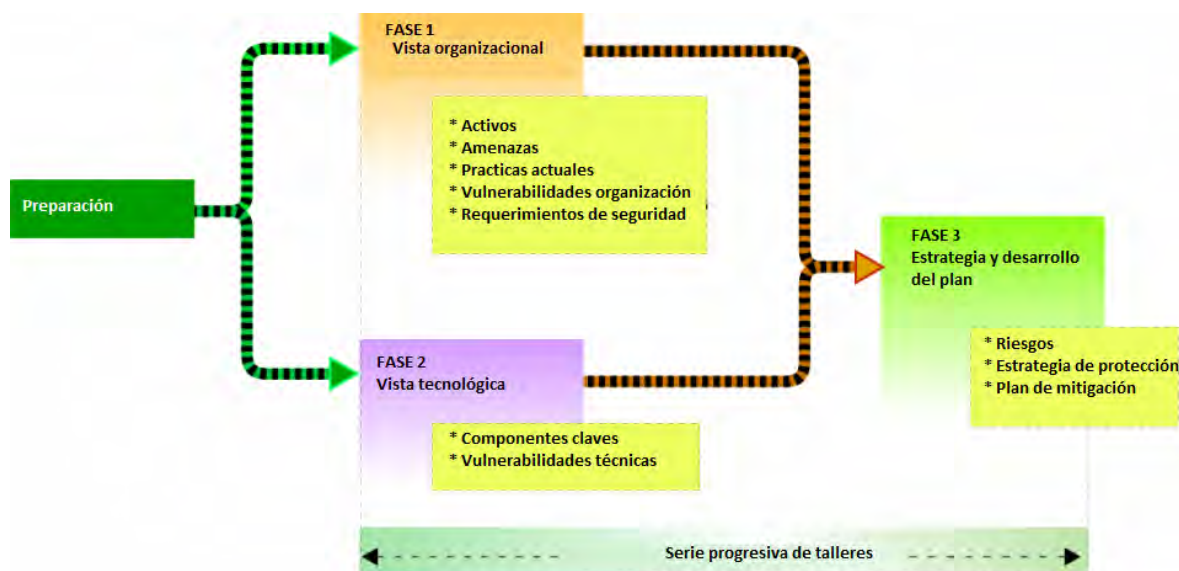 Preparación
FASE 1
Vista organizacional
* Activos
* Amenazas
* Practicas actuales
* Vulnerabilidades organización
* Requerimientos de seguridad
FASE 2
Vista tecnológica
* Componentes claves
* Vulnerabilidades técnicas
FASE 3
Estrategia y desarrollo
del plan
* Riesgos
* Estrategia de protección
* Plan de mitigación
Serie progresiva de talleres